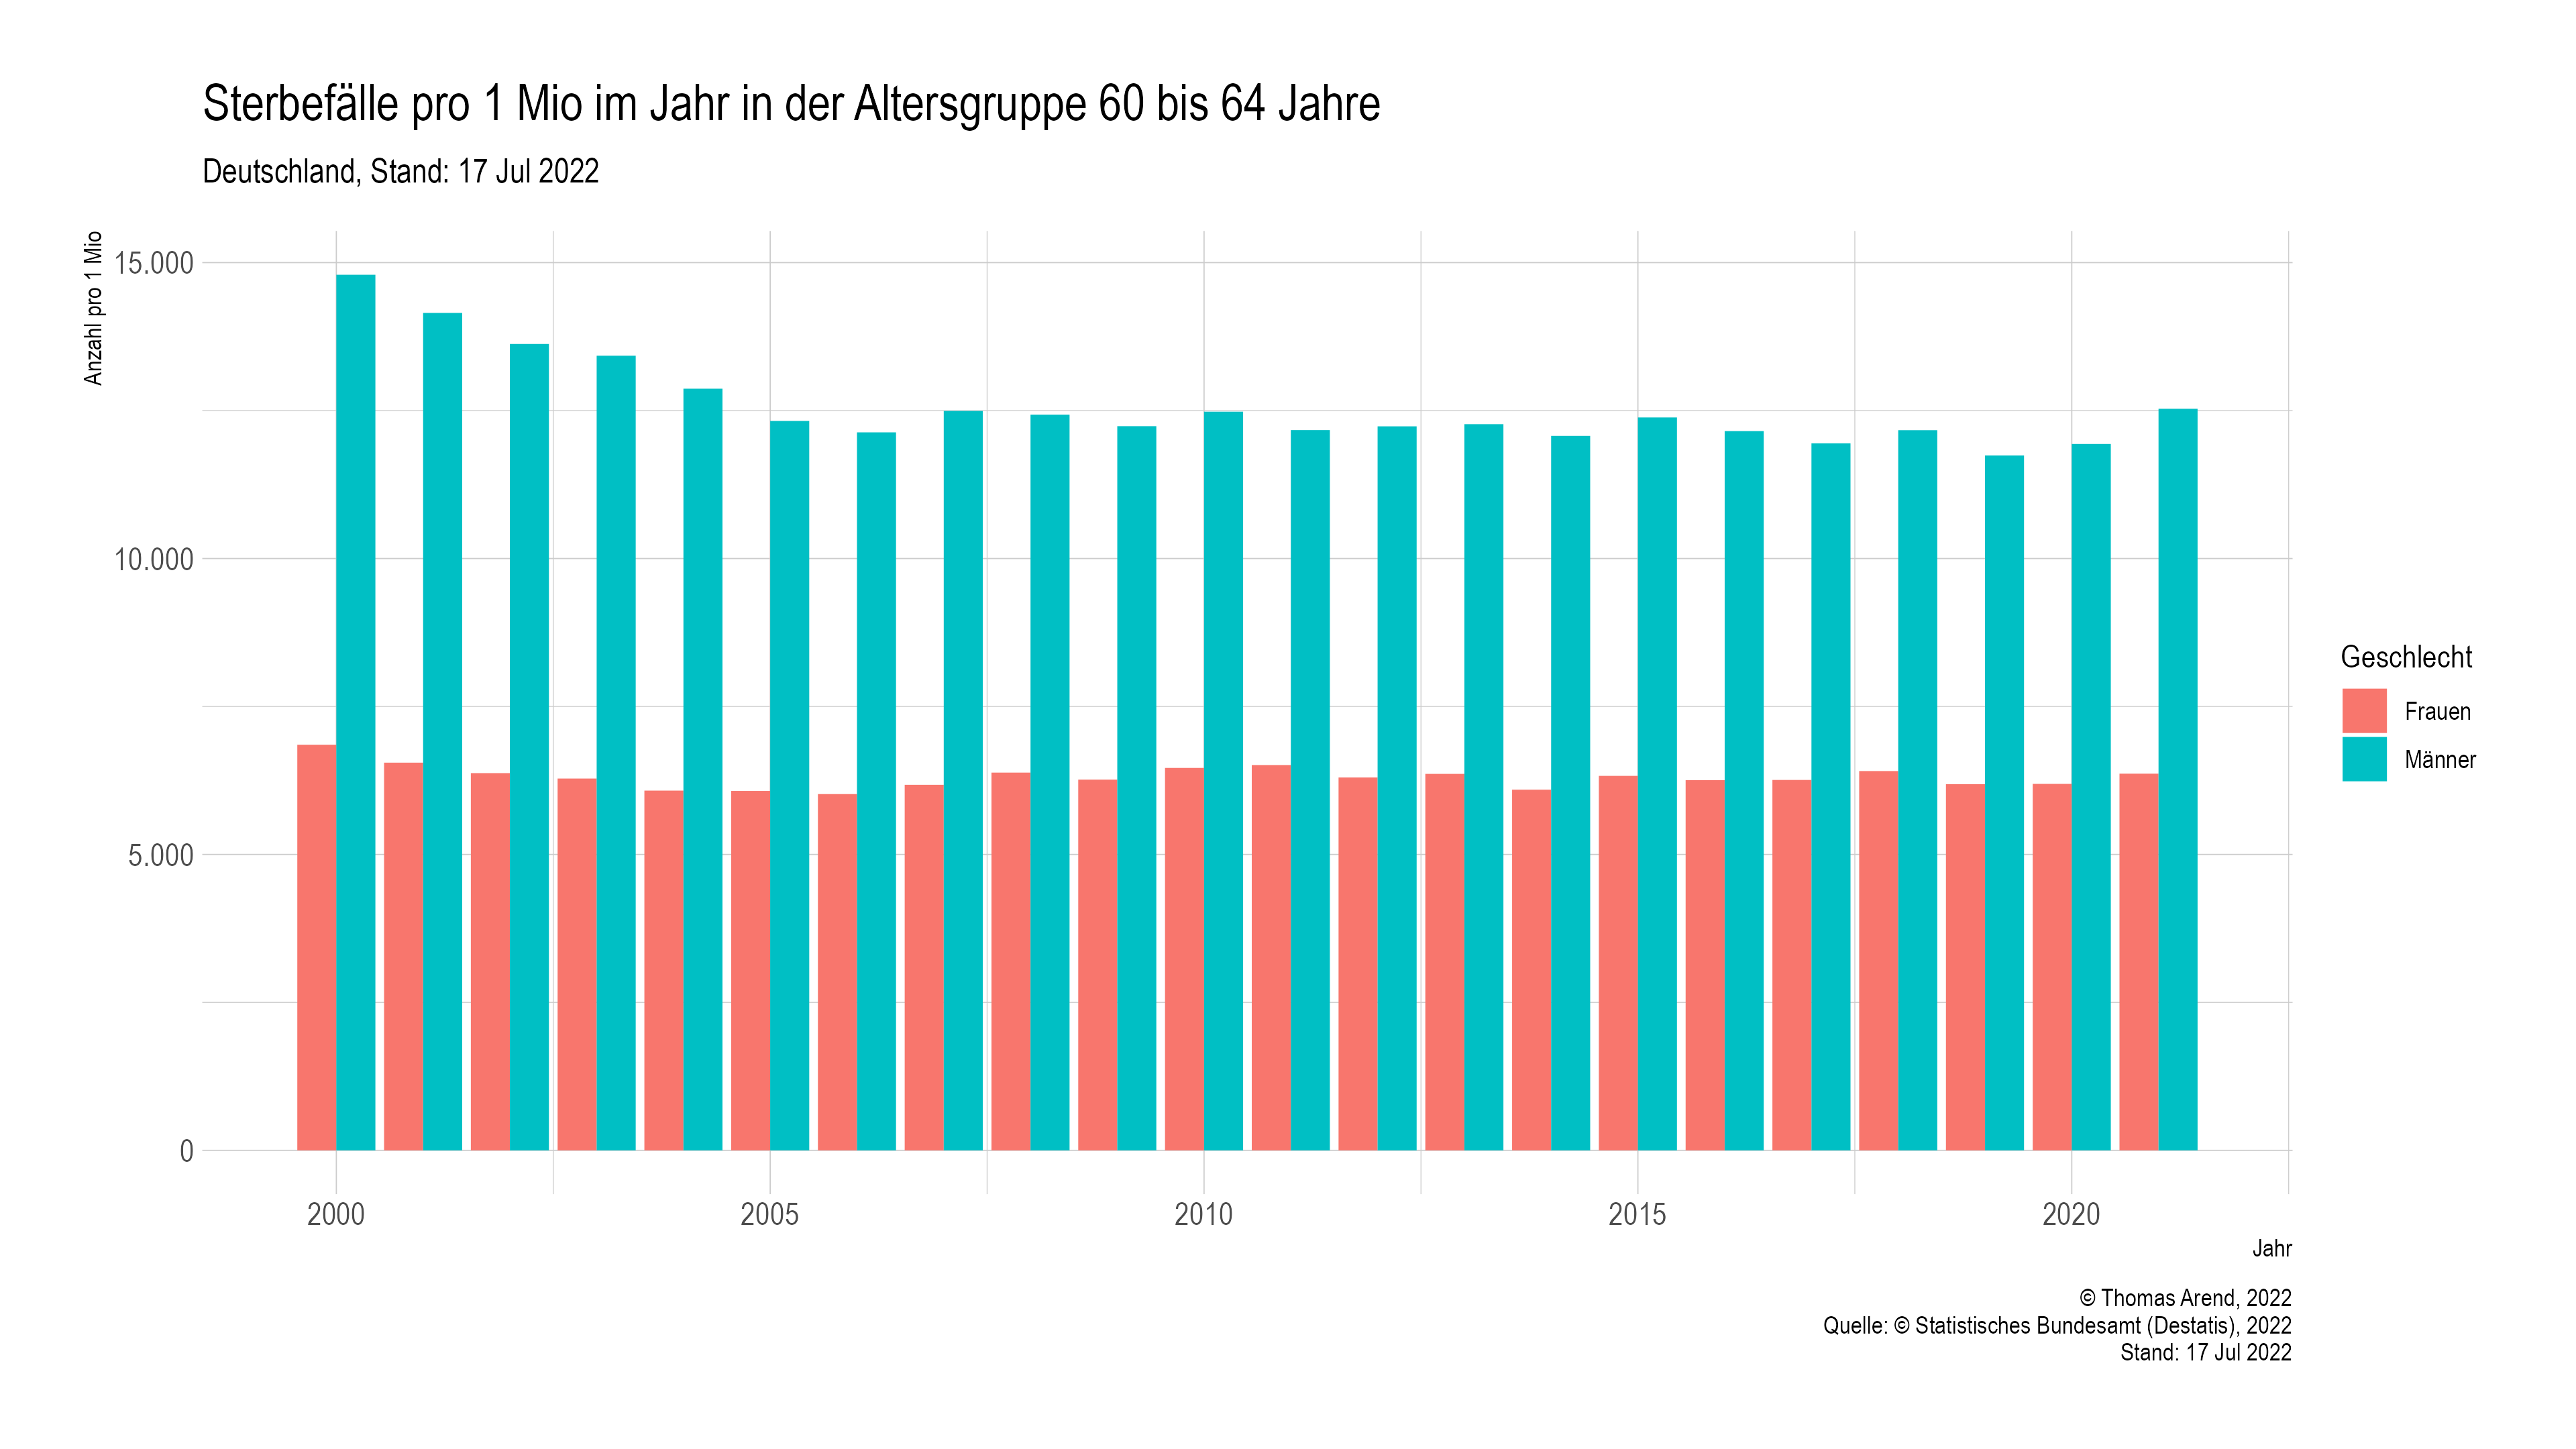 Sterbefälle pro 1 Mio im Jahr in der Altersgruppe 60 bis 64 Jahre
Deutschland, Stand: 17 Jul 2022
Anzahl pro 1 Mio
15.000
10.000
5.000
0
2000 2005 2010 2015 2020
Jahr
Geschlecht
Frauen
Männer
© Thomas Arend, 2022
Quelle: © Statistisches Bundesamt (Destatis), 2022
Stand: 17 Jul 2022